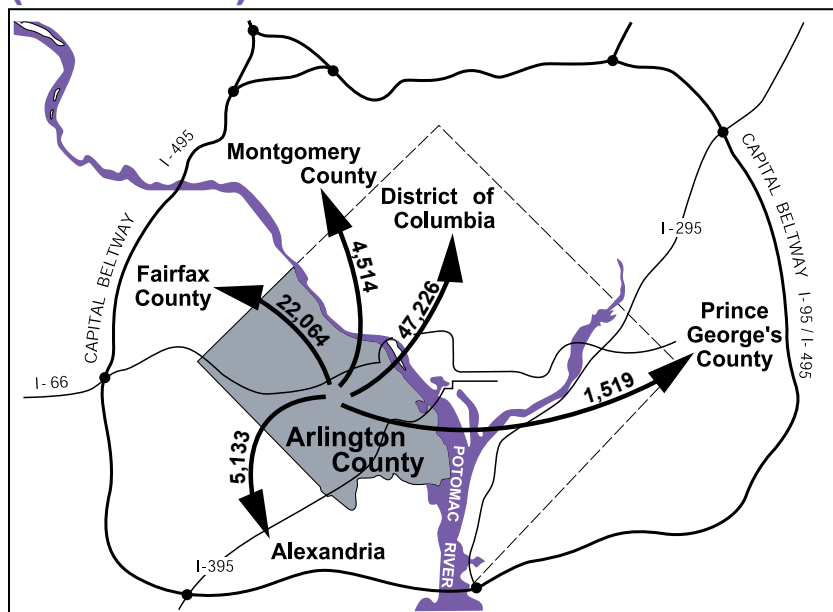 I-495
Montgomery
County
District of
Columbia
CAPITAL BELTWAY
I-295
4,514
Fairfax
County
22,064
47,226
CAPITAL BELTWAY I-95 / I-495
Prince
George's
County
I-66
1,519
Arlington
County
5,133
POTOMAC RIVER
Alexandria
I-395